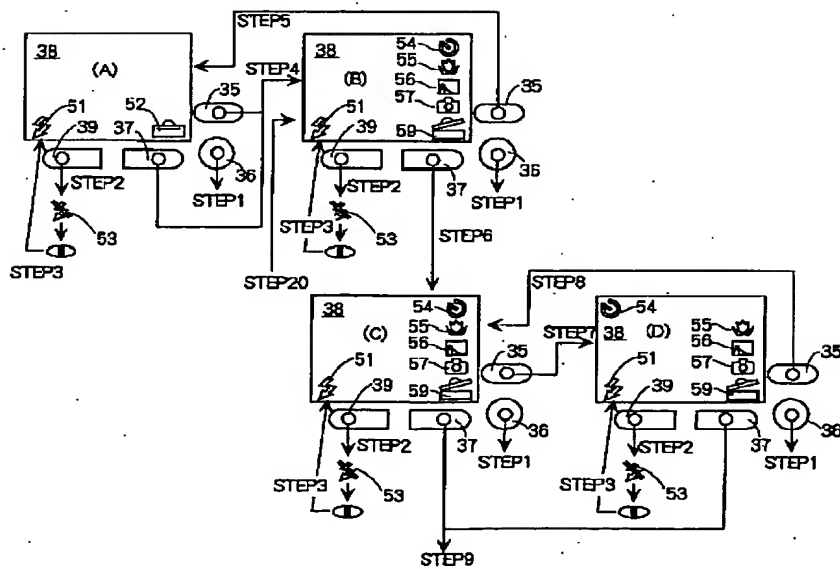 STEP5
38
(A)
51
52
39
37
35
36
STEP4
STEP2
STEP1
53
STEP3
38
(B)
54
55
56
57
59
51
39
37
35
36
STEP2
STEP1
53
STEP3
STEP20
STEP6
STEP8
38
(C)
54
55
56
57
59
51
39
37
35
36
STEP7
STEP2
STEP1
53
STEP3
54
38
(D)
55
56
57
59
51
39
37
35
36
STEP2
STEP1
53
STEP3
STEP9